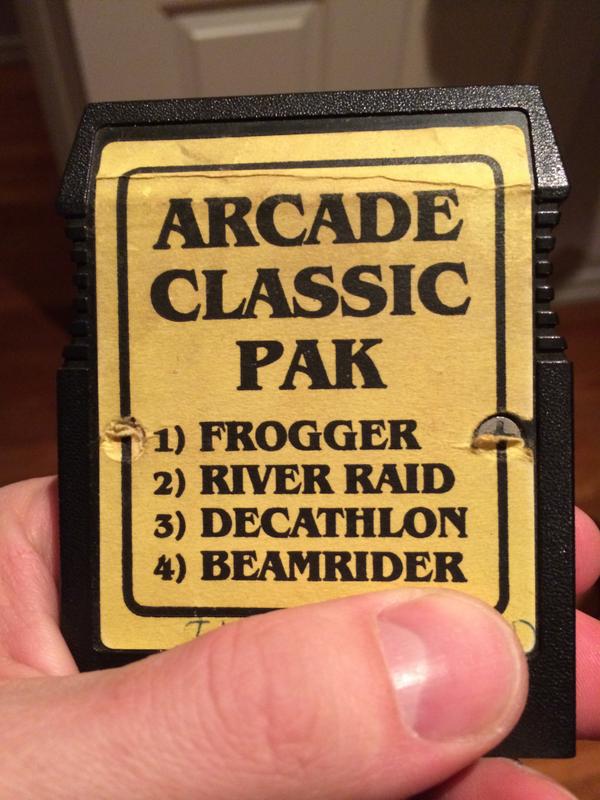 ARCADE
CLASSIC
PAK
1) FROGGER
2) RIVER RAID
3) DECATHLON
4) BEAMRIDER